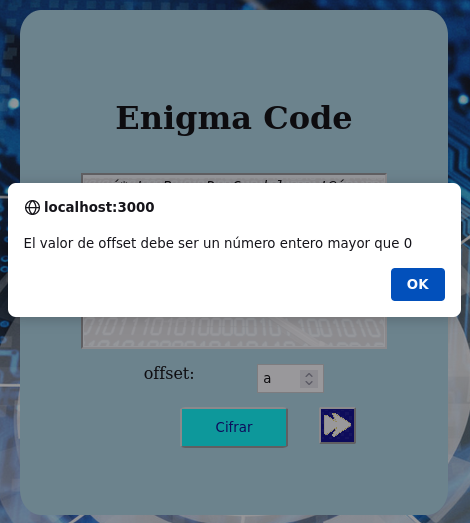 Enigma Code
localhost:3000
El valor de offset debe ser un número entero mayor que 0
OK
offset:
a
Cifrar